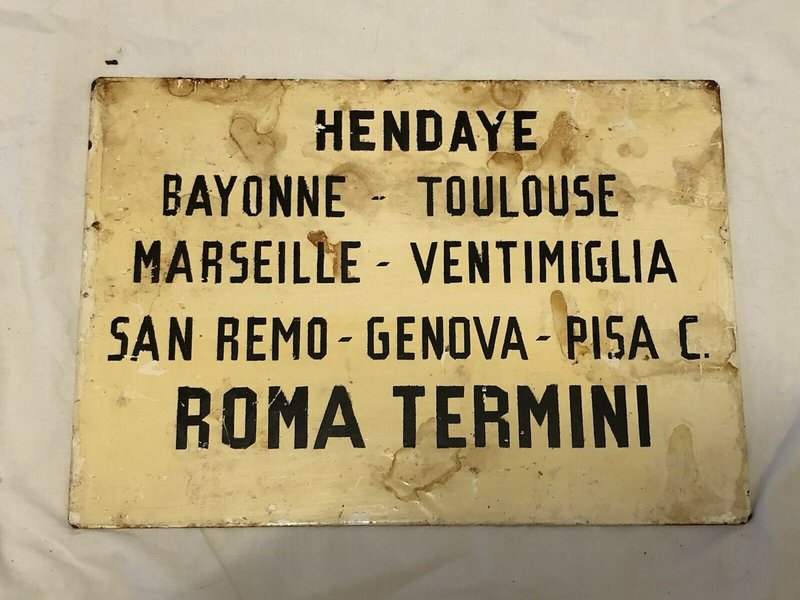 HENDAYE
BAYONNE - TOULOUSE
MARSEILLE - VENTIMIGLIA
SAN REMO - GENOVA - PISA C.
ROMA TERMINI